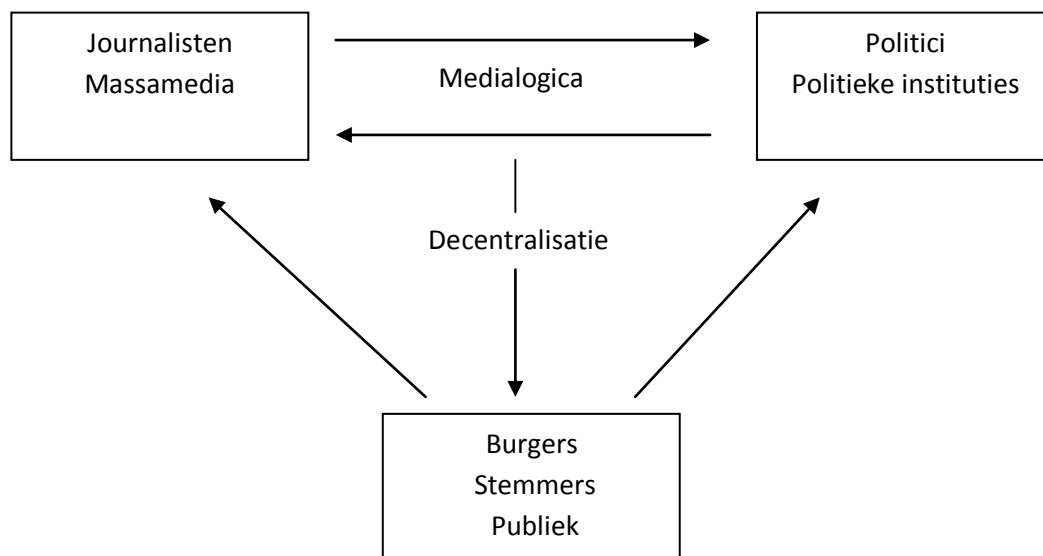 Journalisten
Massamedia
Medialogica
Politici
Politieke instituties
Decentralisatie
Burgers
Stemmers
Publiek